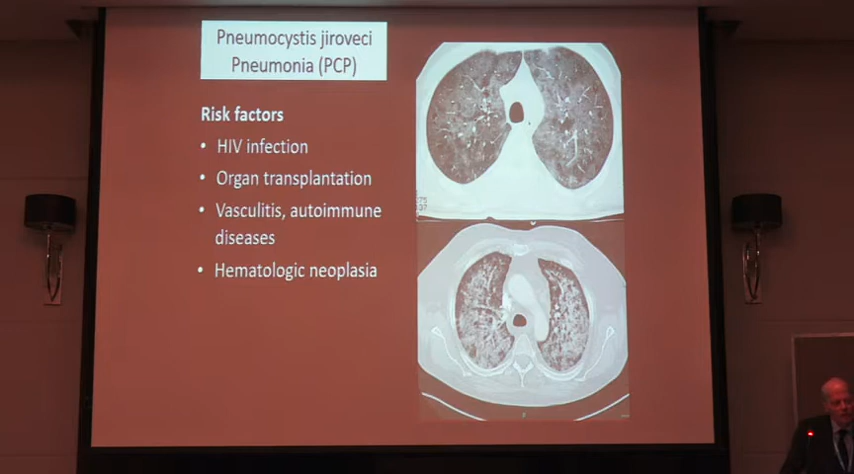 Pneumocystis jiroveci
Pneumonia (PCP)
Risk factors
• HIV infection
• Organ transplantation
• Vasculitis, autoimmune
diseases
• Hematologic neoplasia